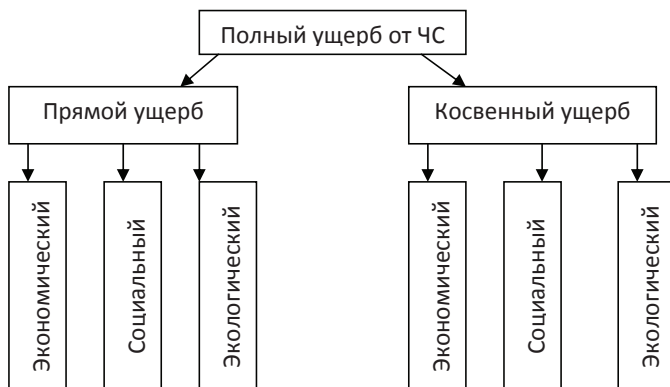 Полный ущерб от ЧС
Прямой ущерб
Косвенный ущерб
Экономический
Социальный
Экологический
Экономический
Социальный
Экологический